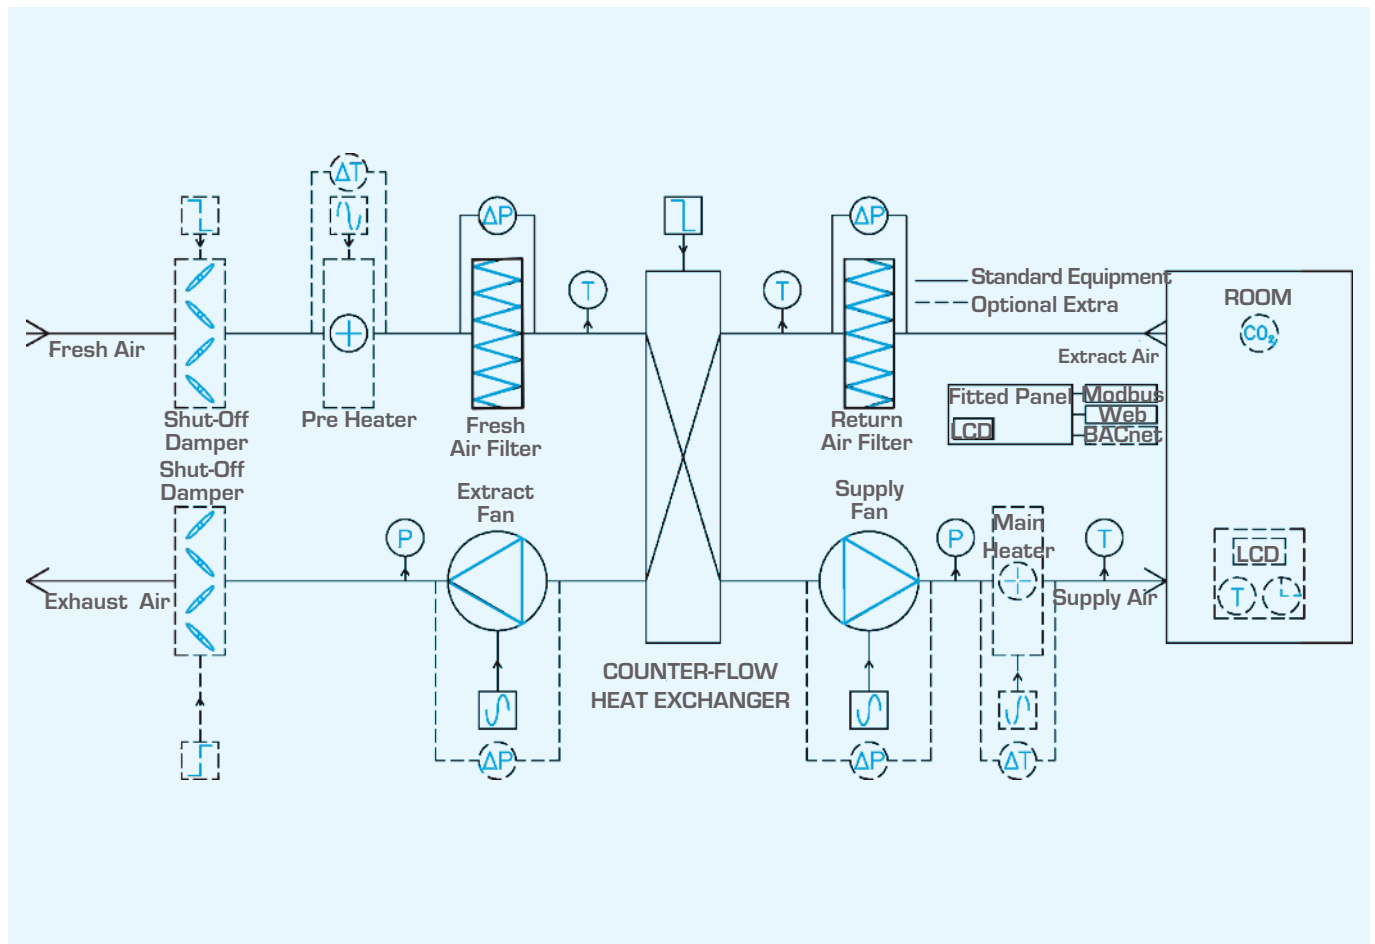 ΔT
ΔP
ΔP
T
T
Standard Equipment
Optional Extra
ROOM
CO₂
Fresh Air
Extract Air
Shut-Off
Damper
Pre Heater
Fresh
Air Filter
Return
Air Filter
Fitted Panel
LCD
Modbus
Web
BACnet
Shut-Off
Damper
Extract
Fan
Supply
Fan
P
P
Main
Heater
T
LCD
T
Exhaust Air
Supply Air
COUNTER-FLOW
HEAT EXCHANGER
ΔP
ΔP
ΔT